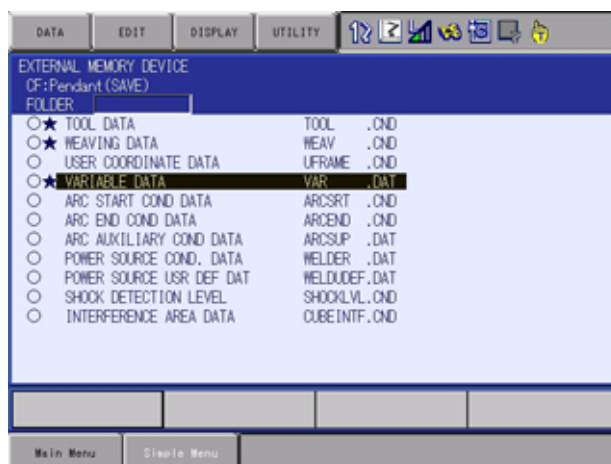 DATA EDIT DISPLAY UTILITY
EXTERNAL MEMORY DEVICE
CF:Pendant(SAVE)
FOLDER
○★ TOOL DATA TOOL .CND
○★ WEAVING DATA WEAV .CND
○ USER COORDINATE DATA UFRAME .CND
○★ VARIABLE DATA VAR .DAT
○ ARC START COND DATA ARCSRT .CND
○ ARC END COND DATA ARCEND .CND
○ ARC AUXILIARY COND DATA ARCSUP .DAT
○ POWER SOURCE COND. DATA WELDER .DAT
○ POWER SOURCE USR DEF DAT WELDUDEF.DAT
○ SHOCK DETECTION LEVEL SHOCKLVL.CND
○ INTERFERENCE AREA DATA CUBEINTF.CND
Main Menu Simple Menu